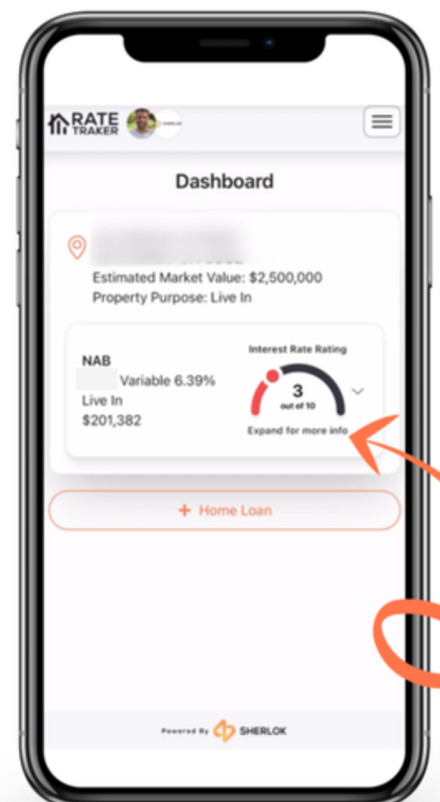 RATE
TRAKER
Dashboard
Estimated Market Value: $2,500,000
Property Purpose: Live In
NAB
Variable 6.39%
Live In
$201,382
Interest Rate Rating
3
out of 10
Expand for more info
+ Home Loan
Powered By SHERLOK